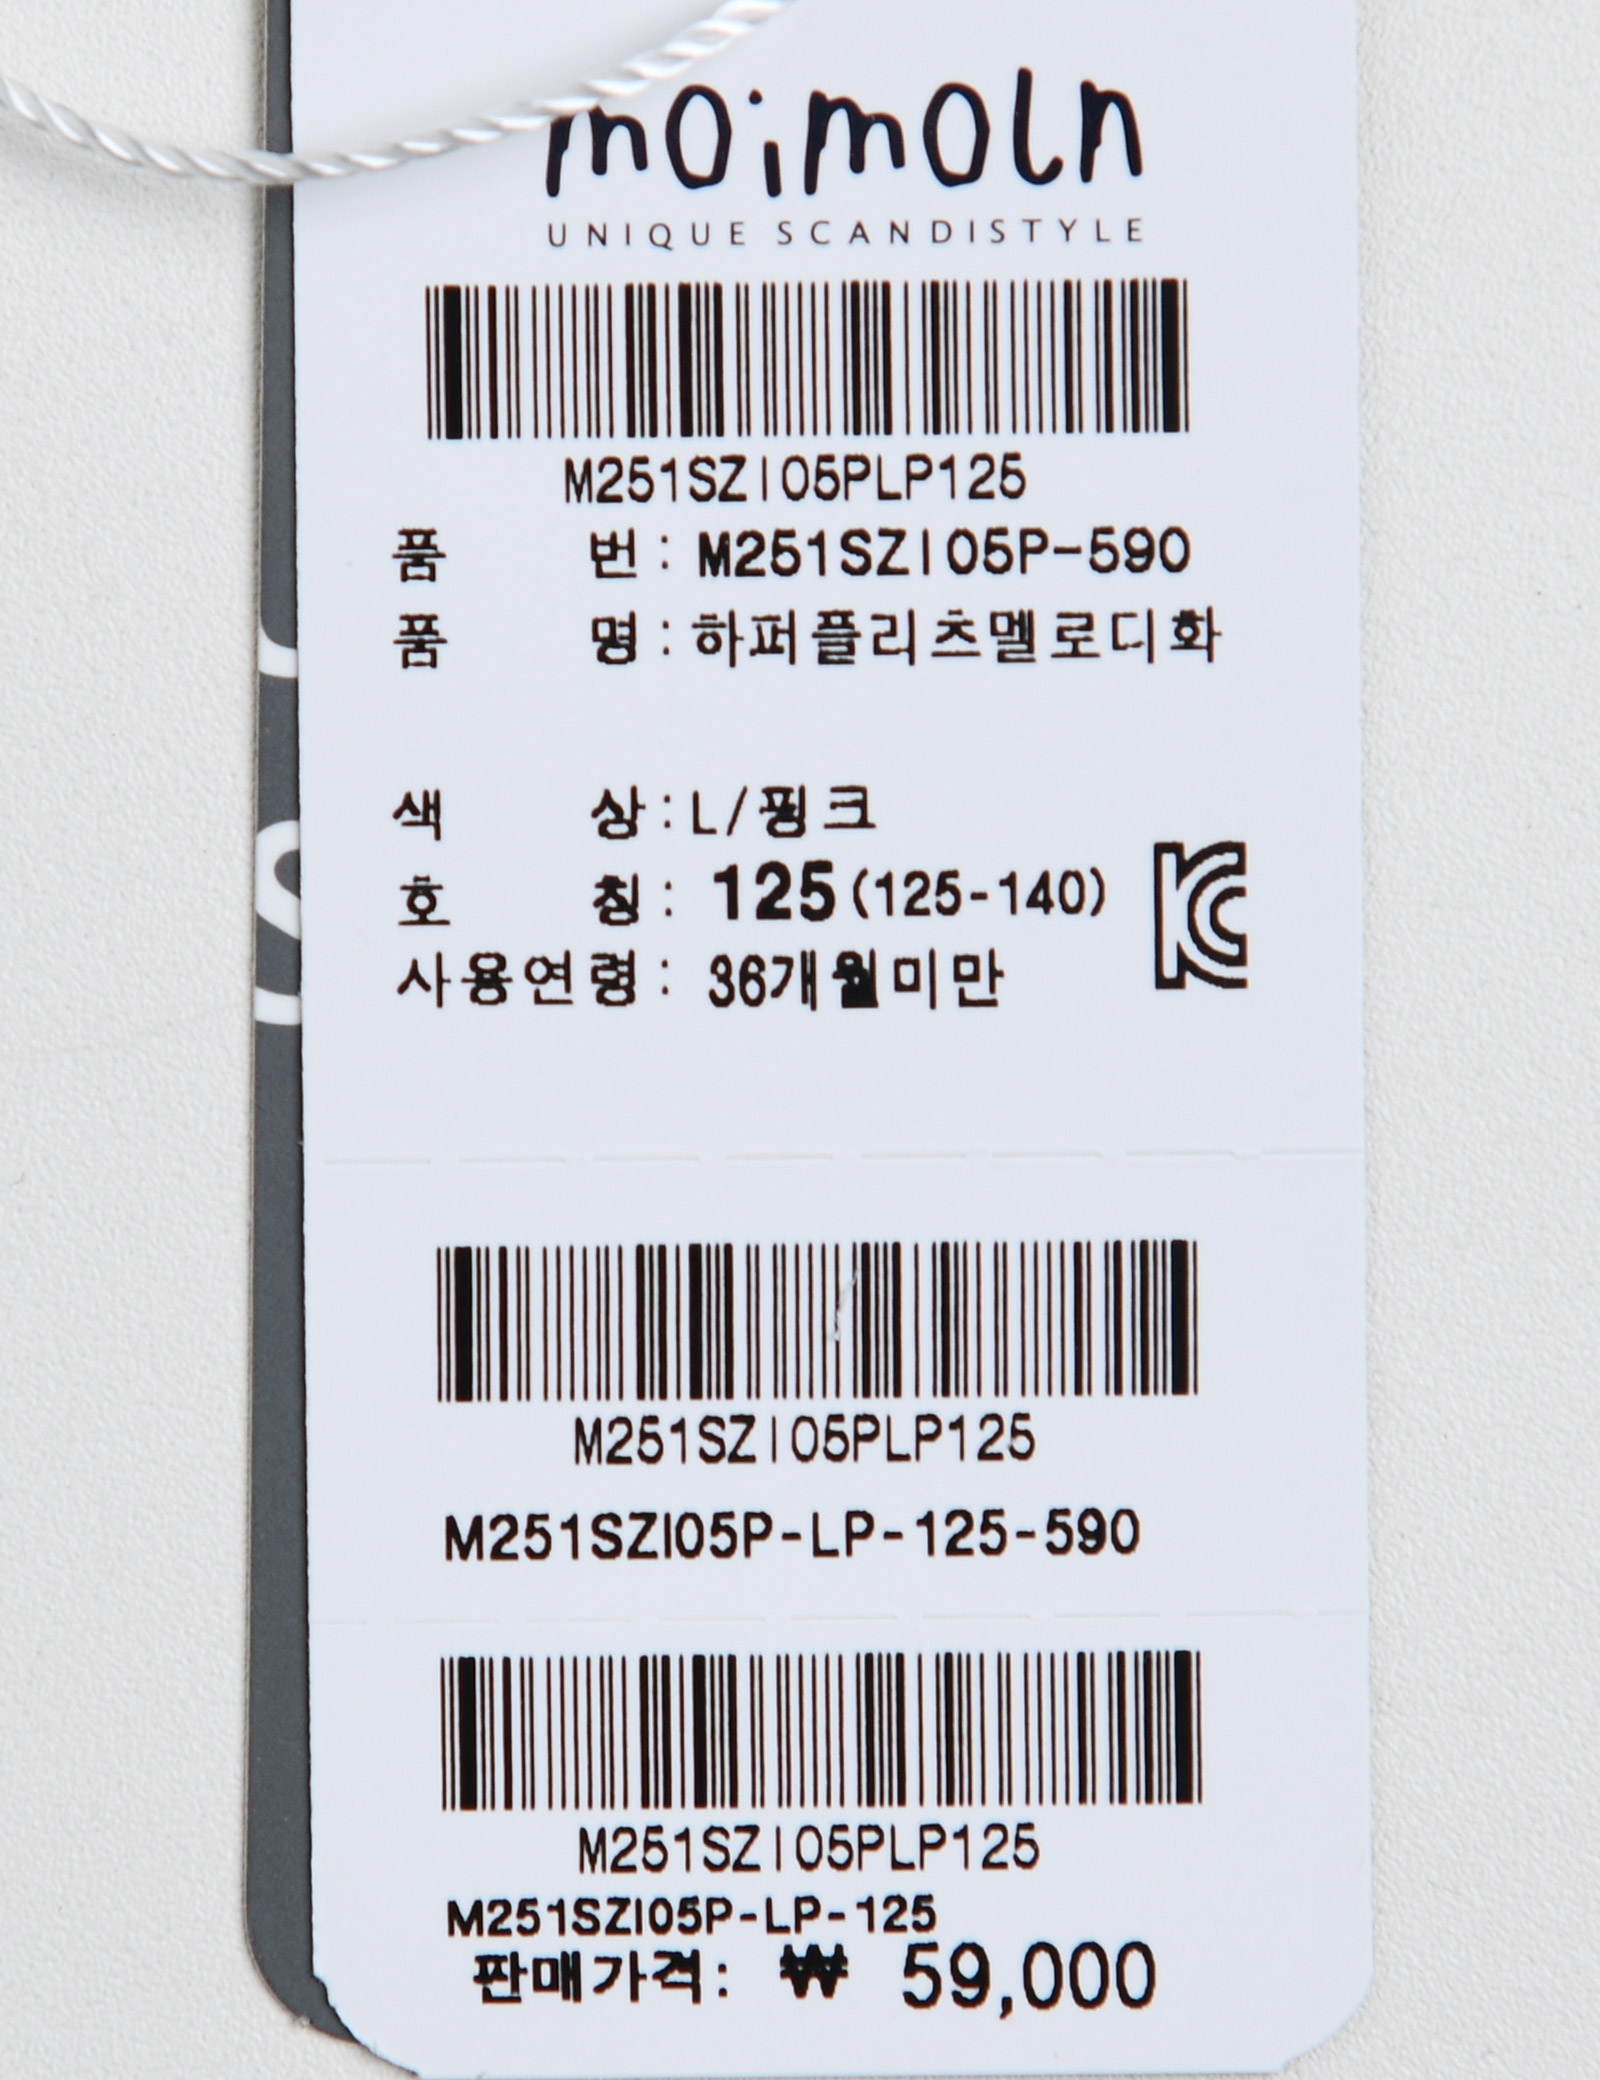 moimoln
UNIQUE SCANDISTYLE
M251SZI05PLP125
품 번: M251SZI05P-590
품 명: 하퍼플리츠멜로디화
색 상: L/핑크
호 칭: 125(125-140)
사용연령: 36개월미만
M251SZI05PLP125
M251SZI05P-LP-125-590
M251SZI05PLP125
M251SZI05P-LP-125
판매가격: ₩ 59,000